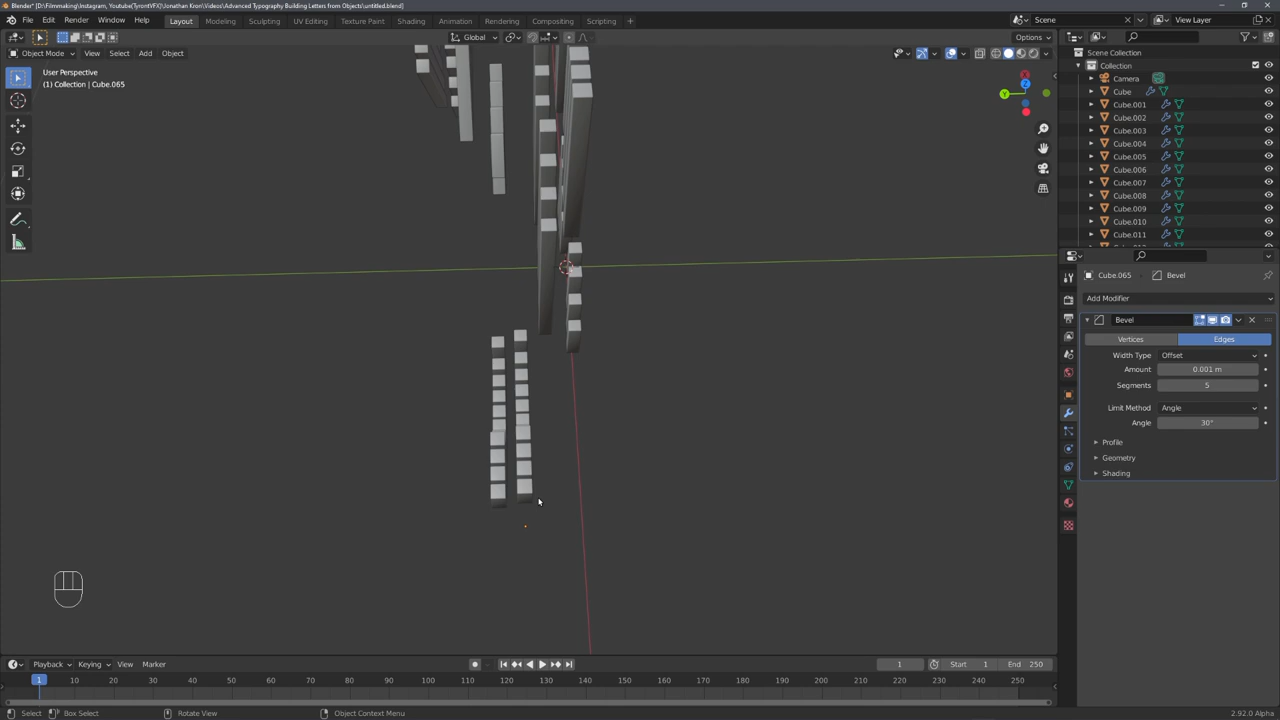 Blender* [D:\Filmmaking\Instagram, Youtube(TyrontVFX)\Jonathan Kron\Videos\Advanced Typography Building Letters from Objects\untitled.blend]
File Edit Render Window Help Layout Modeling Sculpting UV Editing Texture Paint Shading Animation Rendering Compositing Scripting Scene View Layer
Global Options
Object Mode View Select Add Object
User Perspective
(1) Collection | Cube.065
X
Y
Z
Scene Collection
Collection
Camera
Cube
Cube.001
Cube.002
Cube.003
Cube.004
Cube.005
Cube.006
Cube.007
Cube.008
Cube.009
Cube.010
Cube.011
Cube.065 Bevel
Add Modifier
Bevel
Vertices Edges
Width Type Offset
Amount 0.001 m
Segments 5
Limit Method Angle
Angle 30°
Profile
Geometry
Shading
Playback Keying View Marker 1 Start 1 End 250
1 10 20 30 40 50 60 70 80 90 100 110 120 130 140 150 160 170 180 190 200 210 220 230 240 250
Select Box Select Rotate View Object Context Menu 2.92.0 Alpha